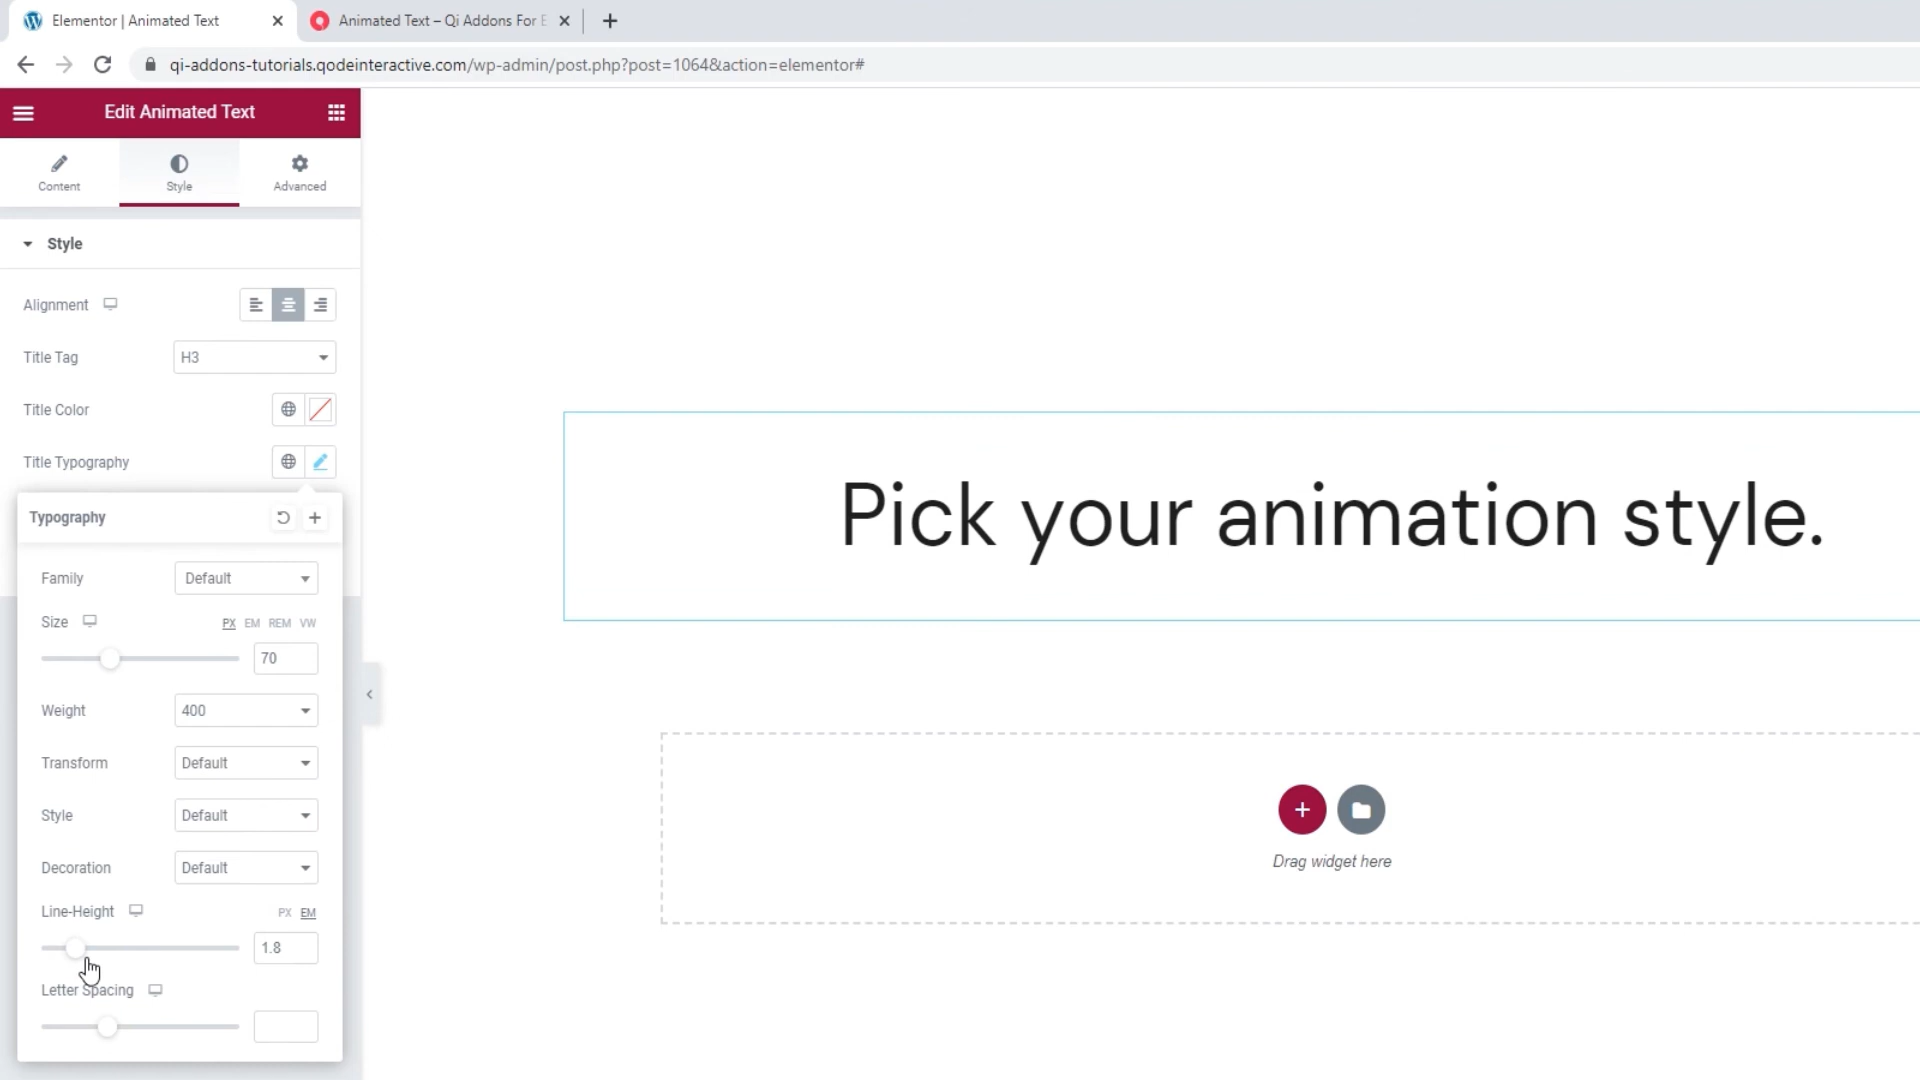 Elementor | Animated Text
Animated Text – Qi Addons For E
qi-addons-tutorials.qodeinteractive.com/wp-admin/post.php?post=1064&action=elementor#
Edit Animated Text
Content
Style
Advanced
Style
Alignment
Title Tag
H3
Title Color
Title Typography
Typography
Family
Default
Size
PX EM REM VW
70
Weight
400
Transform
Default
Style
Default
Decoration
Default
Line-Height
PX EM
1.8
Letter Spacing
Pick your animation style.
Drag widget here